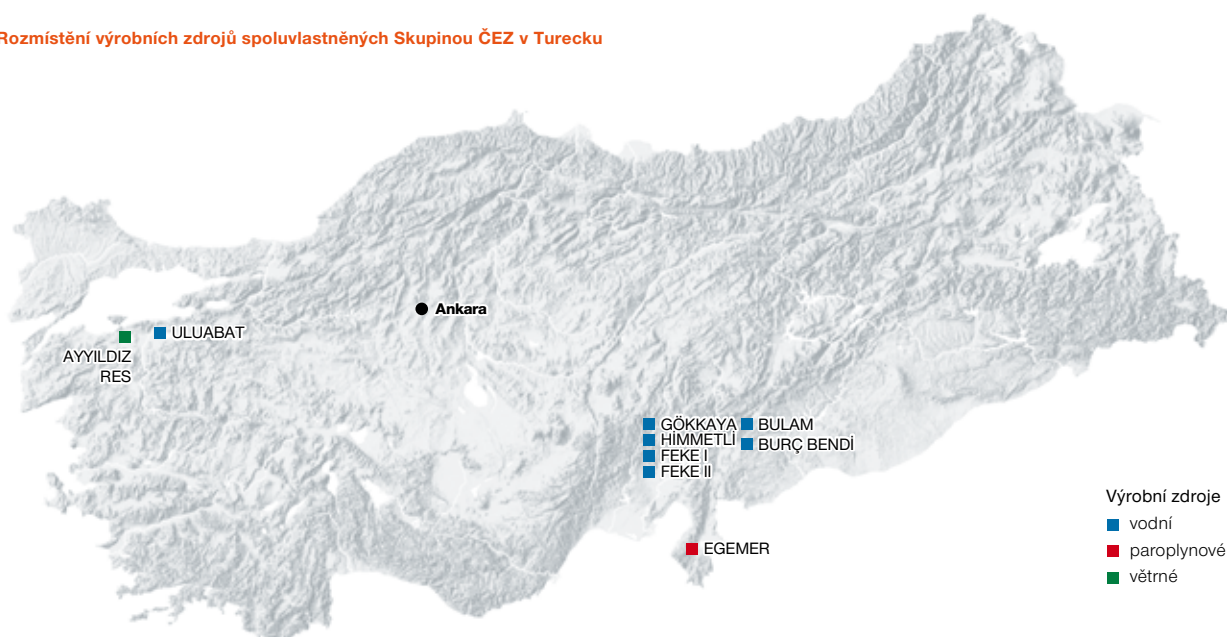 Rozmístění výrobních zdrojů spoluvlastněných Skupinou ČEZ v Turecku
Ankara
ULUABAT
AYYILDIZ
RES
GÖKKAYA
HİMMETLİ
FEKE I
FEKE II
BULAM
BURÇ BENDİ
EGEMER
Výrobní zdroje
vodní
paroplynové
větrné